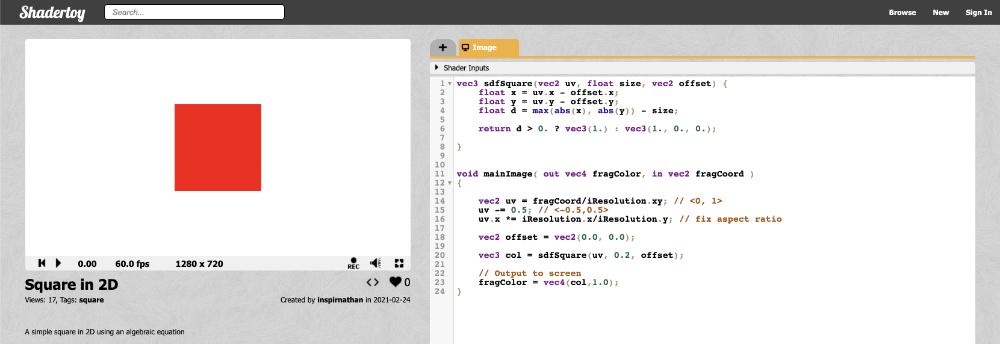 Shadertoy
Search...
Browse New Sign In
+ Image
Shader Inputs
1 vec3 sdfSquare(vec2 uv, float size, vec2 offset) {
2 float x = uv.x - offset.x;
3 float y = uv.y - offset.y;
4 float d = max(abs(x), abs(y)) - size;
5
6 return d > 0. ? vec3(1.) : vec3(1., 0., 0.);
7
8 }
9
10
11 void mainImage( out vec4 fragColor, in vec2 fragCoord )
12 {
13
14 vec2 uv = fragCoord/iResolution.xy; // <0, 1>
15 uv -= 0.5; // <-0.5,0.5>
16 uv.x *= iResolution.x/iResolution.y; // fix aspect ratio
17
18 vec2 offset = vec2(0.0, 0.0);
19
20 vec3 col = sdfSquare(uv, 0.2, offset);
21
22 // Output to screen
23 fragColor = vec4(col,1.0);
24 }
0.00 60.0 fps 1280 x 720 REC
Square in 2D
<> 0
Views: 17, Tags: square
Created by inspirnathan in 2021-02-24
A simple square in 2D using an algebraic equation